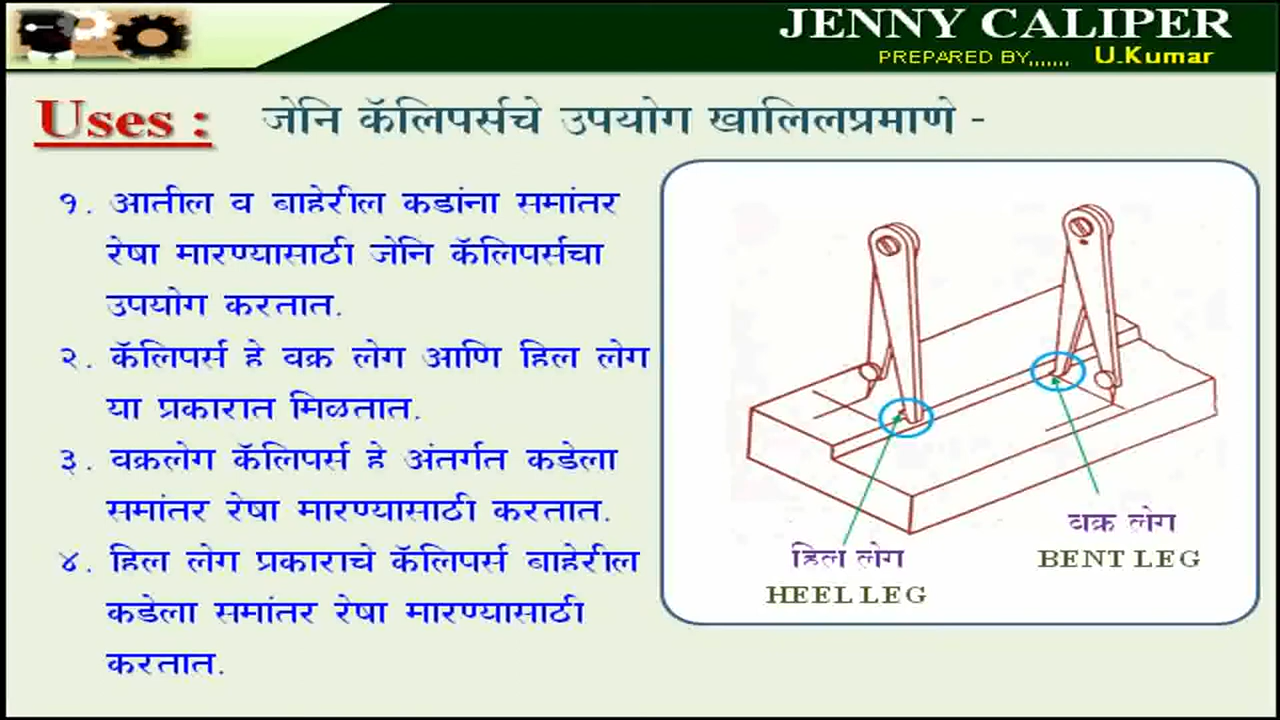 JENNY CALIPER
PREPARED BY,,,,,,, U.Kumar
Uses : जेनि कॅलिपर्सचे उपयोग खालिलप्रमाणे -
१. आतील व बाहेरील कडांना समांतर
रेषा मारण्यासाठी जेनि कॅलिपर्सचा
उपयोग करतात.
२. कॅलिपर्स हे वक्र लेग आणि हिल लेग
या प्रकारात मिळतात.
३. वक्रलेग कॅलिपर्स हे अंतर्गत कडेला
समांतर रेषा मारण्यासाठी करतात.
४. हिल लेग प्रकाराचे कॅलिपर्स बाहेरील
कडेला समांतर रेषा मारण्यासाठी
करतात.
वक्र लेग
BENT LEG
हिल लेग
HEEL LEG